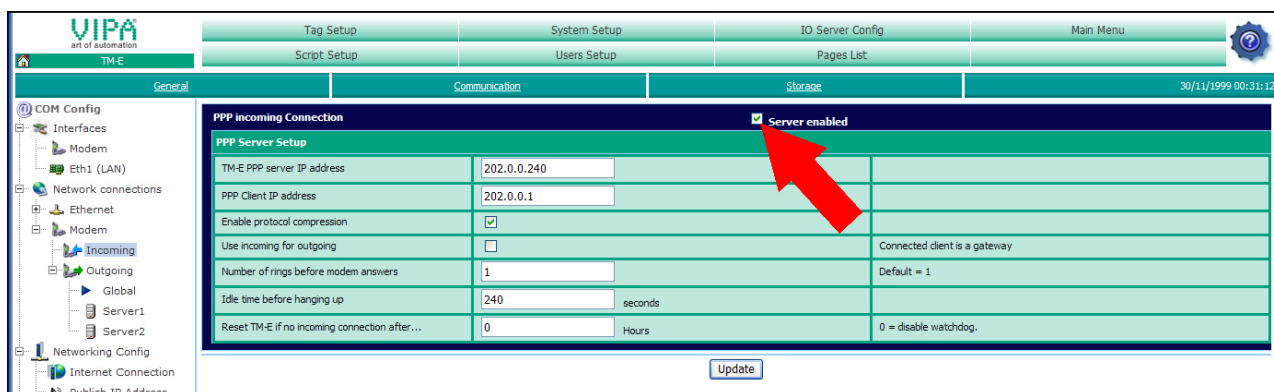 VIPA
art of automation
TM-E
Tag Setup
System Setup
IO Server Config
Main Menu
Script Setup
Users Setup
Pages List
General
Communication
Storage
30/11/1999 00:31:12
COM Config
Interfaces
Modem
Eth1 (LAN)
Network connections
Ethernet
Modem
Incoming
Outgoing
Global
Server1
Server2
Networking Config
Internet Connection
Publish IP Address
PPP incoming Connection
Server enabled
PPP Server Setup
TM-E PPP server IP address
202.0.0.240
PPP Client IP address
202.0.0.1
Enable protocol compression
Use incoming for outgoing
Connected client is a gateway
Number of rings before modem answers
1
Default = 1
Idle time before hanging up
240
seconds
Reset TM-E if no incoming connection after...
0
Hours
0 = disable watchdog.
Update